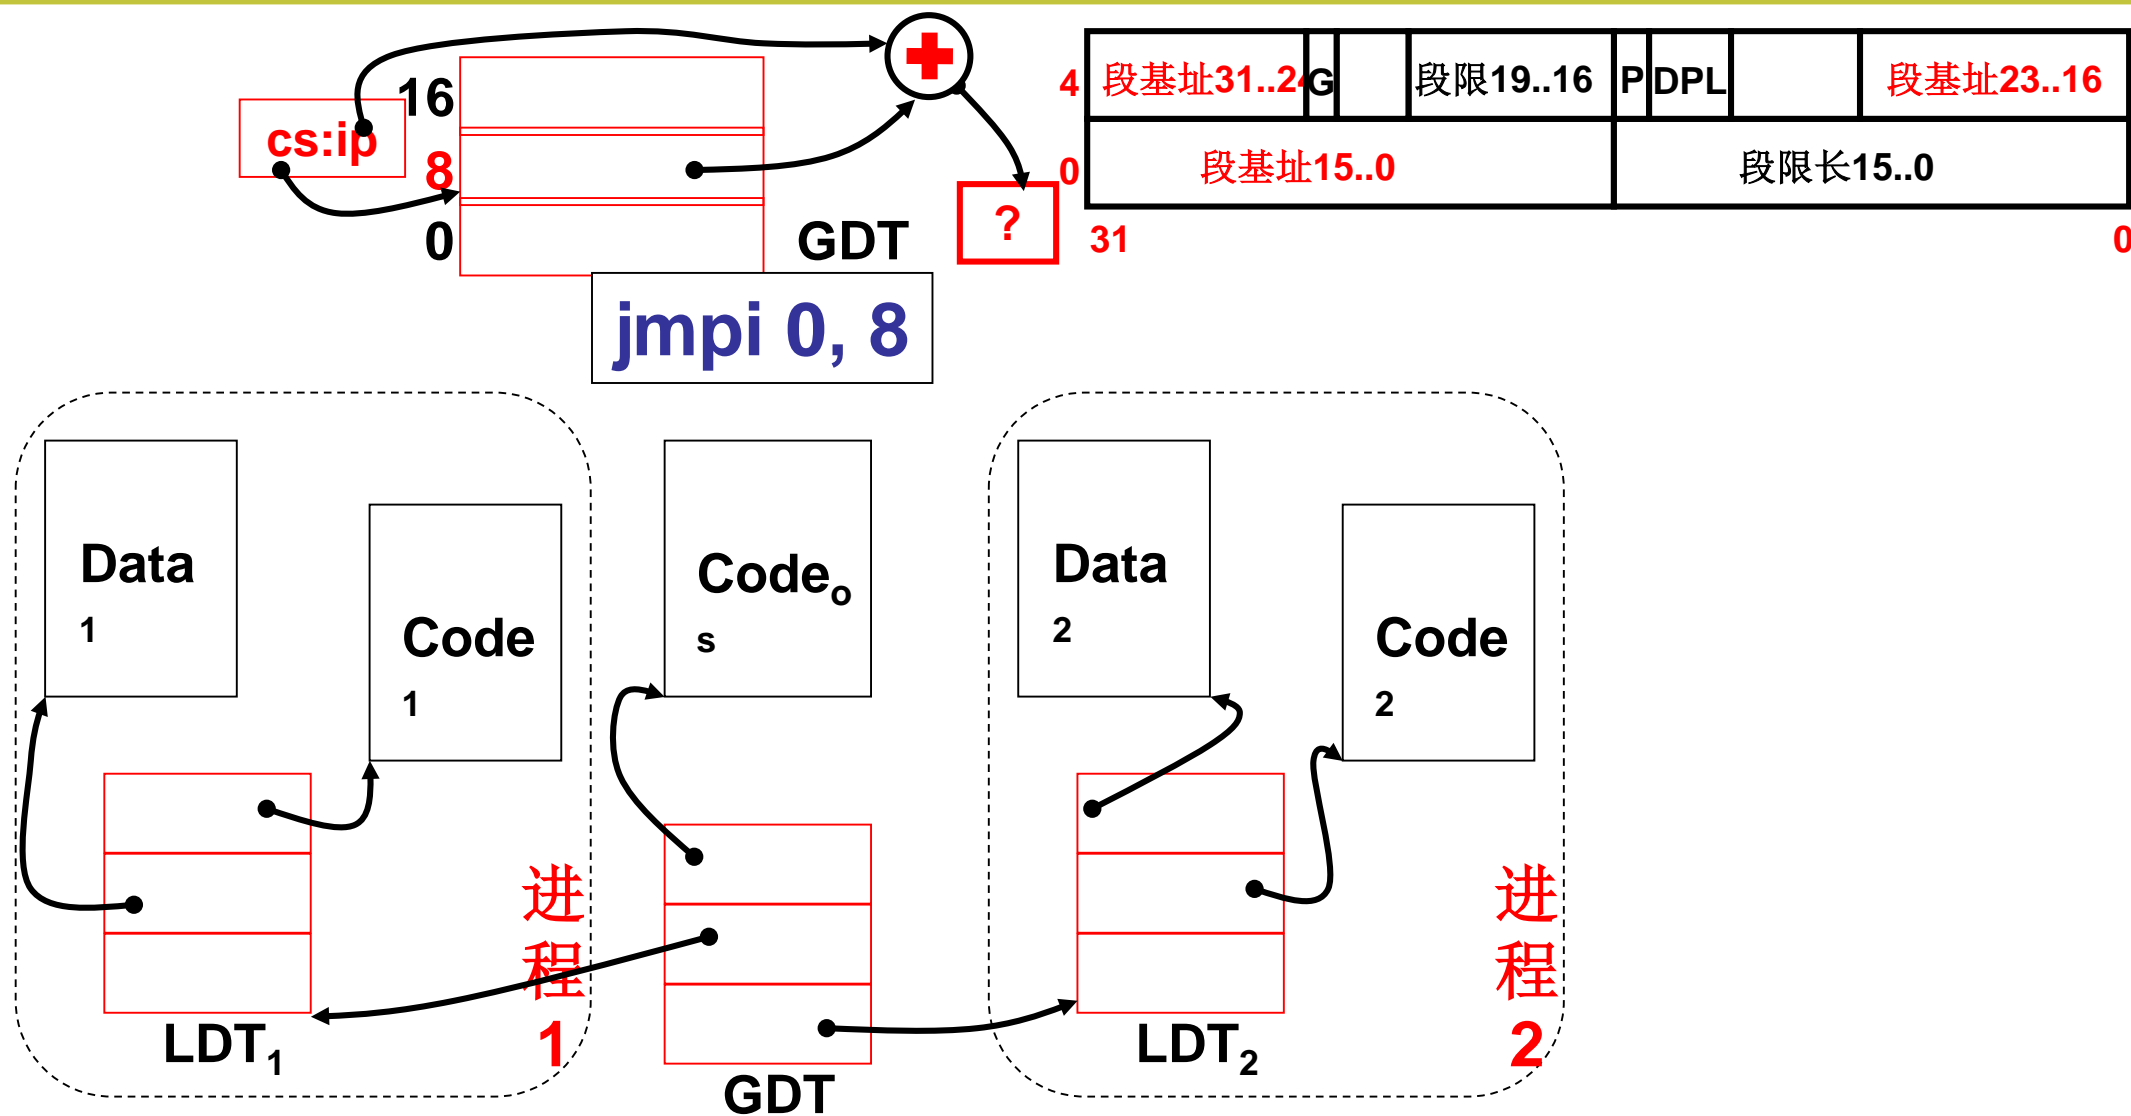 16
cs:ip
8
0
GDT
?
jmpi 0, 8
4
段基址31..24
G
段限19..16
P
DPL
段基址23..16
0
段基址15..0
段限长15..0
31
0
Data
1
Code
1
Codeo
s
Data
2
Code
2
进
程
1
LDT1
GDT
进
程
2
LDT2